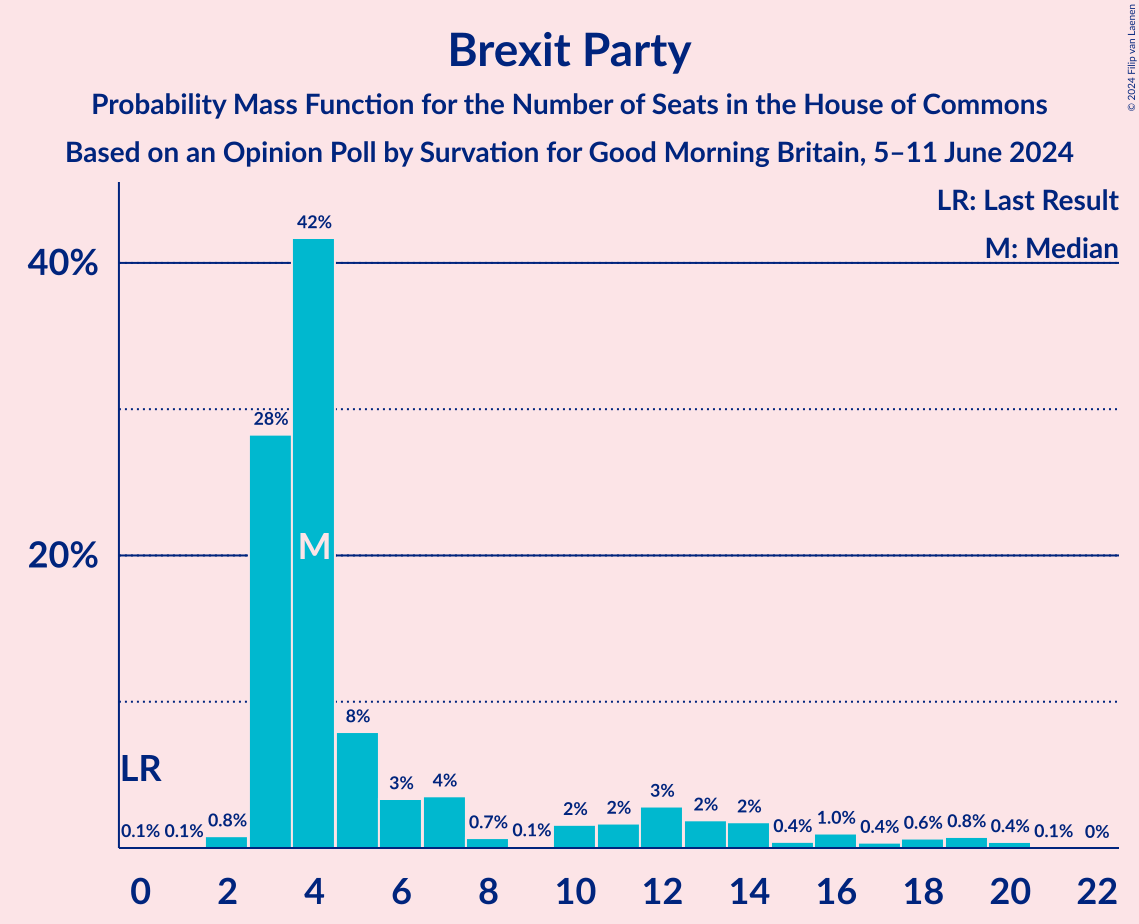 Brexit Party
Probability Mass Function for the Number of Seats in the House of Commons
Based on an Opinion Poll by Survation for Good Morning Britain, 5–11 June 2024
© 2024 Filip van Laenen
LR: Last Result
M: Median
40%
20%
42%
28%
M
8%
LR
0.1% 0.1% 0.8% 3% 4% 0.7% 0.1% 2% 2% 3% 2% 2% 0.4% 1.0% 0.4% 0.6% 0.8% 0.4% 0.1% 0%
0 2 4 6 8 10 12 14 16 18 20 22